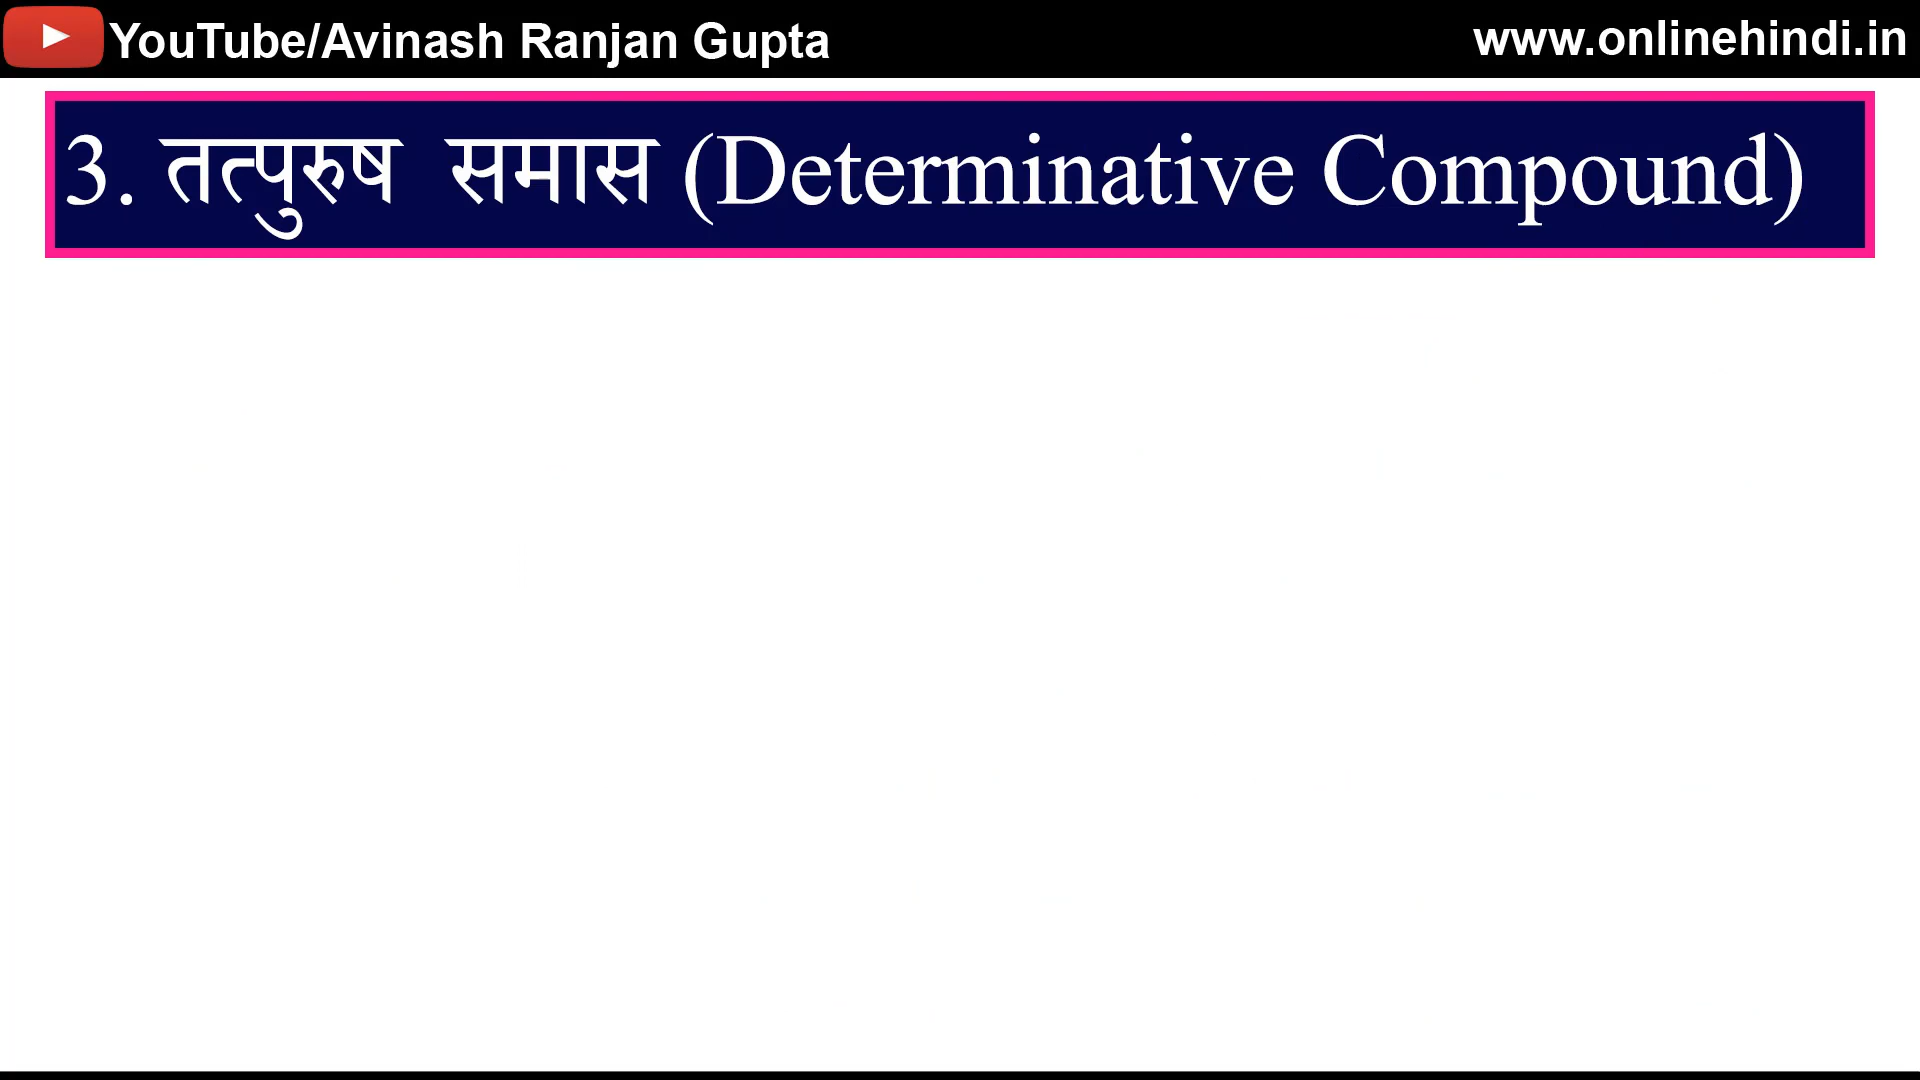 YouTube/Avinash Ranjan Gupta
www.onlinehindi.in
3. तत्पुरुष समास (Determinative Compound)